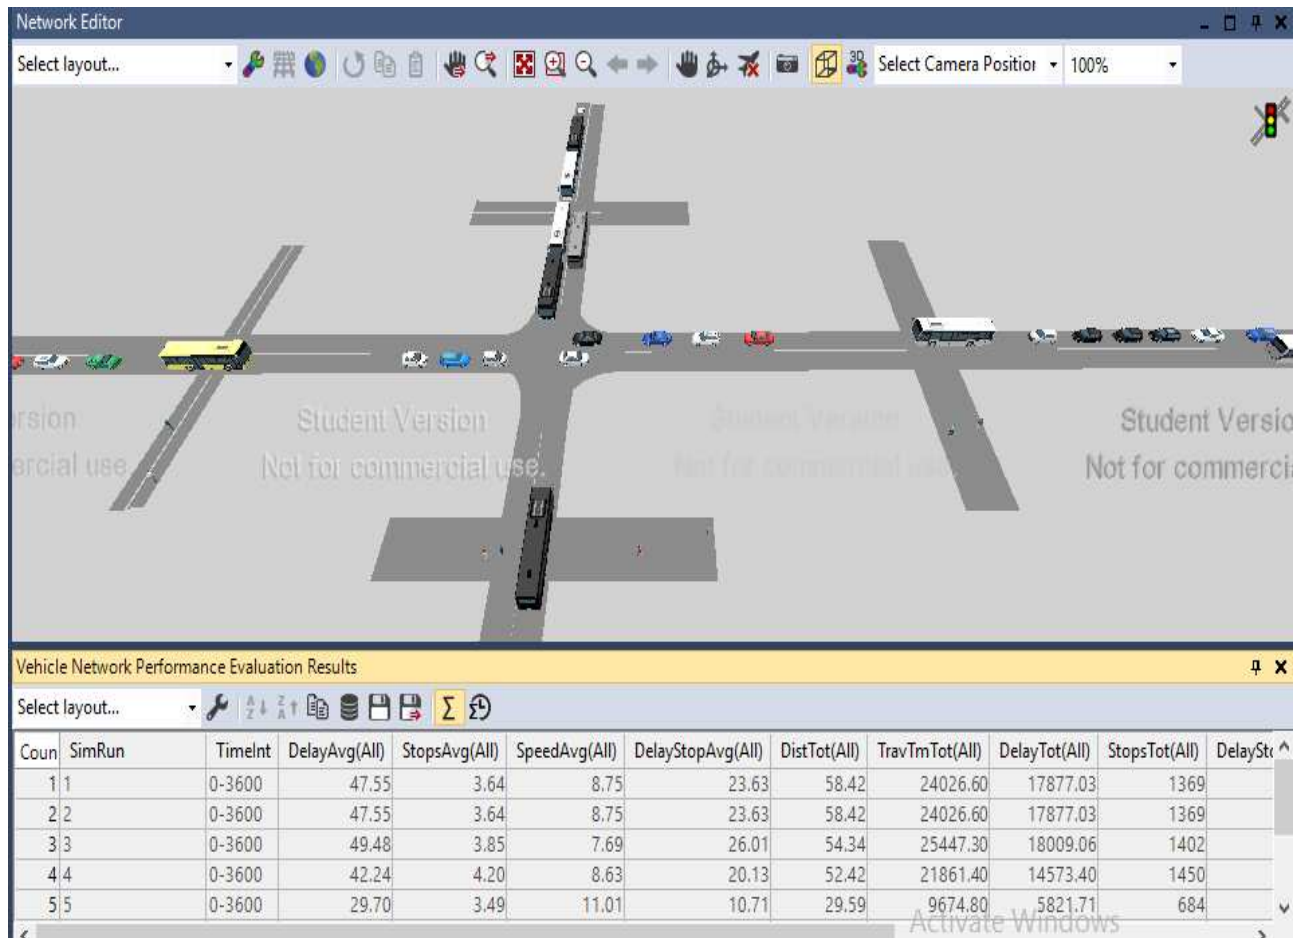 Network Editor
Select layout... 3D Select Camera Position 100%
Student Version
Not for commercial use.
Student Version
Student Versio
Not for commerci
Vehicle Network Performance Evaluation Results
Select layout...
Coun SimRun TimeInt DelayAvg(All) StopsAvg(All) SpeedAvg(All) DelayStopAvg(All) DistTot(All) TravTmTot(All) DelayTot(All) StopsTot(All) DelaySto
1 1 0-3600 47.55 3.64 8.75 23.63 58.42 24026.60 17877.03 1369
2 2 0-3600 47.55 3.64 8.75 23.63 58.42 24026.60 17877.03 1369
3 3 0-3600 49.48 3.85 7.69 26.01 54.34 25447.30 18009.06 1402
4 4 0-3600 42.24 4.20 8.63 20.13 52.42 21861.40 14573.40 1450
5 5 0-3600 29.70 3.49 11.01 10.71 29.59 9674.80 5821.71 684
Activate Windows